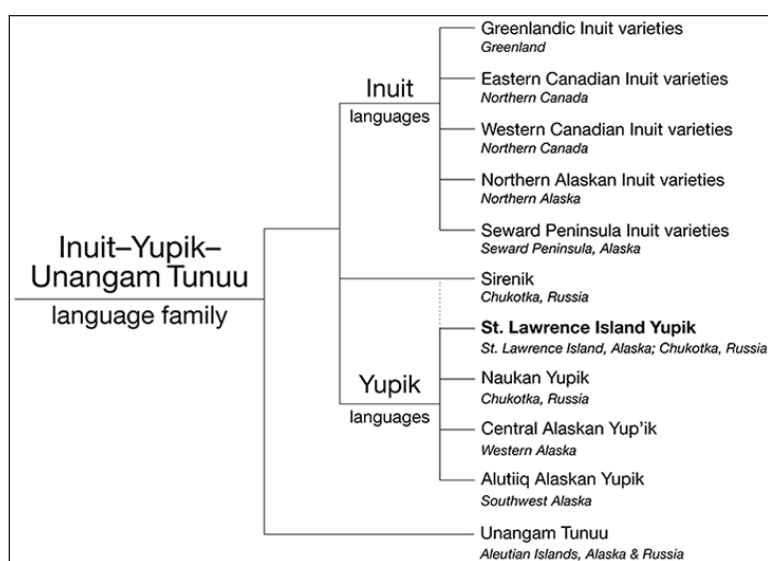 Greenlandic Inuit varieties
Greenland
Inuit
languages
Eastern Canadian Inuit varieties
Northern Canada
Western Canadian Inuit varieties
Northern Canada
Northern Alaskan Inuit varieties
Northern Alaska
Seward Peninsula Inuit varieties
Seward Peninsula, Alaska
Inuit–Yupik–
Unangam Tunuu
language family
Sirenik
Chukotka, Russia
St. Lawrence Island Yupik
St. Lawrence Island, Alaska; Chukotka, Russia
Yupik
languages
Naukan Yupik
Chukotka, Russia
Central Alaskan Yup'ik
Western Alaska
Alutiiq Alaskan Yupik
Southwest Alaska
Unangam Tunuu
Aleutian Islands, Alaska & Russia